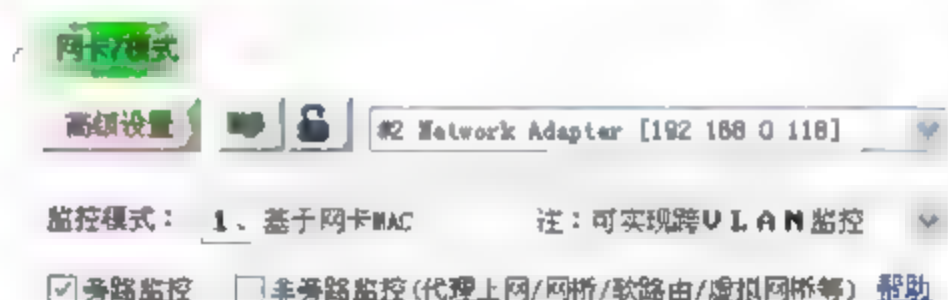 网卡/模式
高级设置 #2 Network Adapter [192 168 0 118]
监控模式： 1、基于网卡MAC 注：可实现跨VLAN监控
旁路监控 非旁路监控(代理上网/网桥/软路由/虚拟网桥等) 帮助